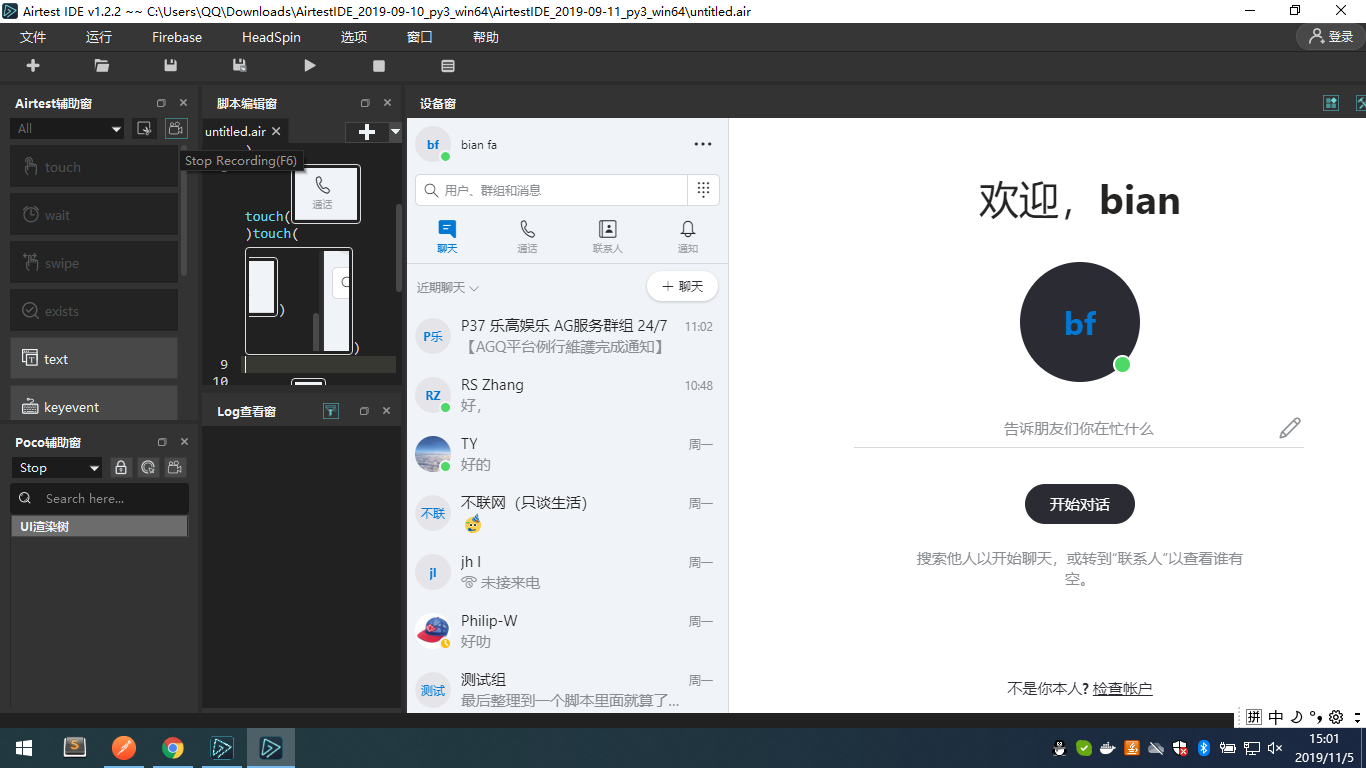 Airtest IDE v1.2.2 ~~ C:\Users\QQ\Downloads\AirtestIDE_2019-09-10_py3_win64\AirtestIDE_2019-09-11_py3_win64\untitled.air
文件 运行 Firebase HeadSpin 选项 窗口 帮助 登录
Airtest辅助窗
All
touch
wait
swipe
exists
text
keyevent
Poco辅助窗
Stop
Search here...
UI渲染树
脚本编辑窗
untitled.air
Stop Recording(F6)
)
通话
touch(
)touch(
)
)
9
10
Log查看窗
设备窗
bf bian fa
用户、群组和消息
聊天 通话 联系人 通知
近期聊天 聊天
P乐 P37 乐高娱乐 AG服务群组 24/7 11:02
【AGQ平台例行維護完成通知】
RZ RS Zhang 10:48
好，
TY 周一
好的
不联 不联网（只谈生活） 周一
jl jh l 周一
未接来电
Philip-W 周一
好叻
测试 测试组 周一
最后整理到一个脚本里面就算了...
欢迎，bian
bf
告诉朋友们你在忙什么
开始对话
搜索他人以开始聊天，或转到“联系人”以查看谁有
空。
不是你本人? 检查帐户
拼 中
15:01
2019/11/5